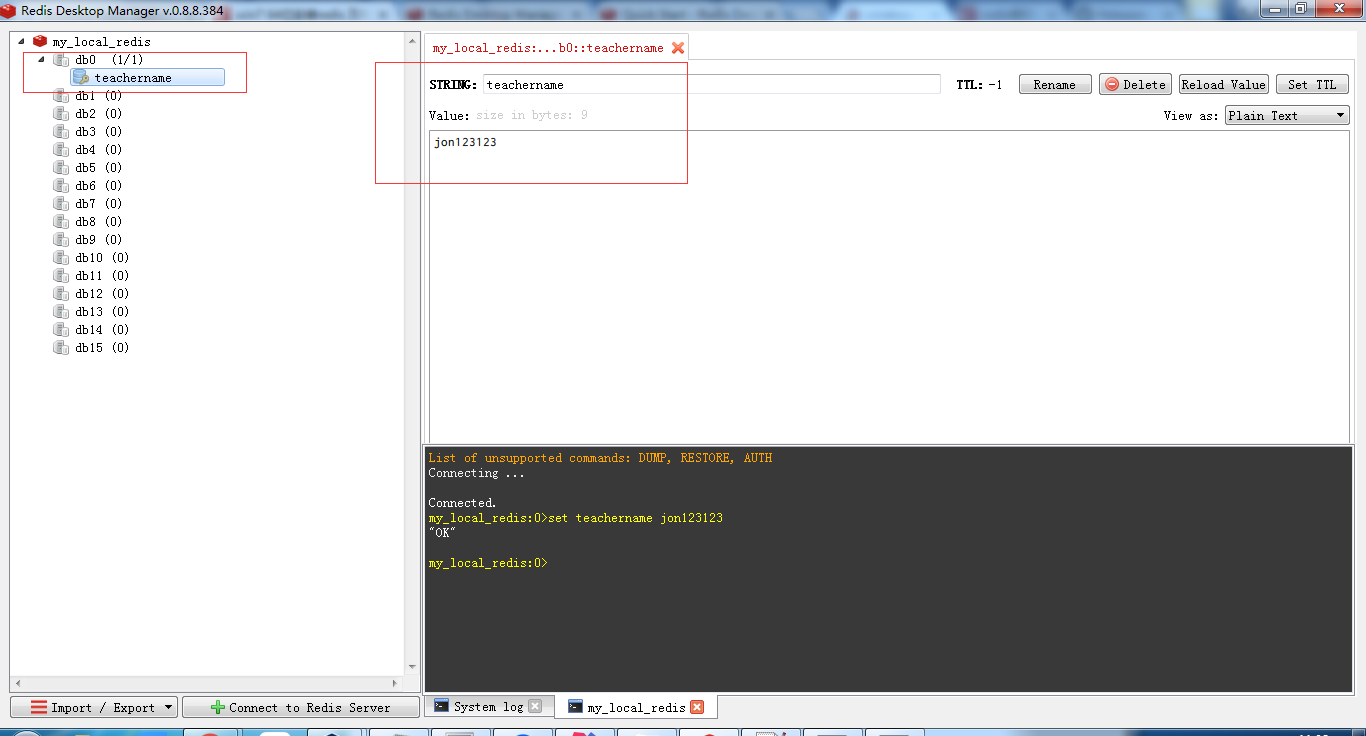 Redis Desktop Manager v.0.8.8.384
my_local_redis
db0 (1/1)
teachername
db1 (0)
db2 (0)
db3 (0)
db4 (0)
db5 (0)
db6 (0)
db7 (0)
db8 (0)
db9 (0)
db10 (0)
db11 (0)
db12 (0)
db13 (0)
db14 (0)
db15 (0)
Import / Export
Connect to Redis Server
my_local_redis:...b0::teachername
STRING: teachername TTL: -1 Rename Delete Reload Value Set TTL
Value: size in bytes: 9 View as: Plain Text
jon123123
List of unsupported commands: DUMP, RESTORE, AUTH
Connecting ...
Connected.
my_local_redis:0>set teachername jon123123
"OK"
my_local_redis:0>
System log my_local_redis